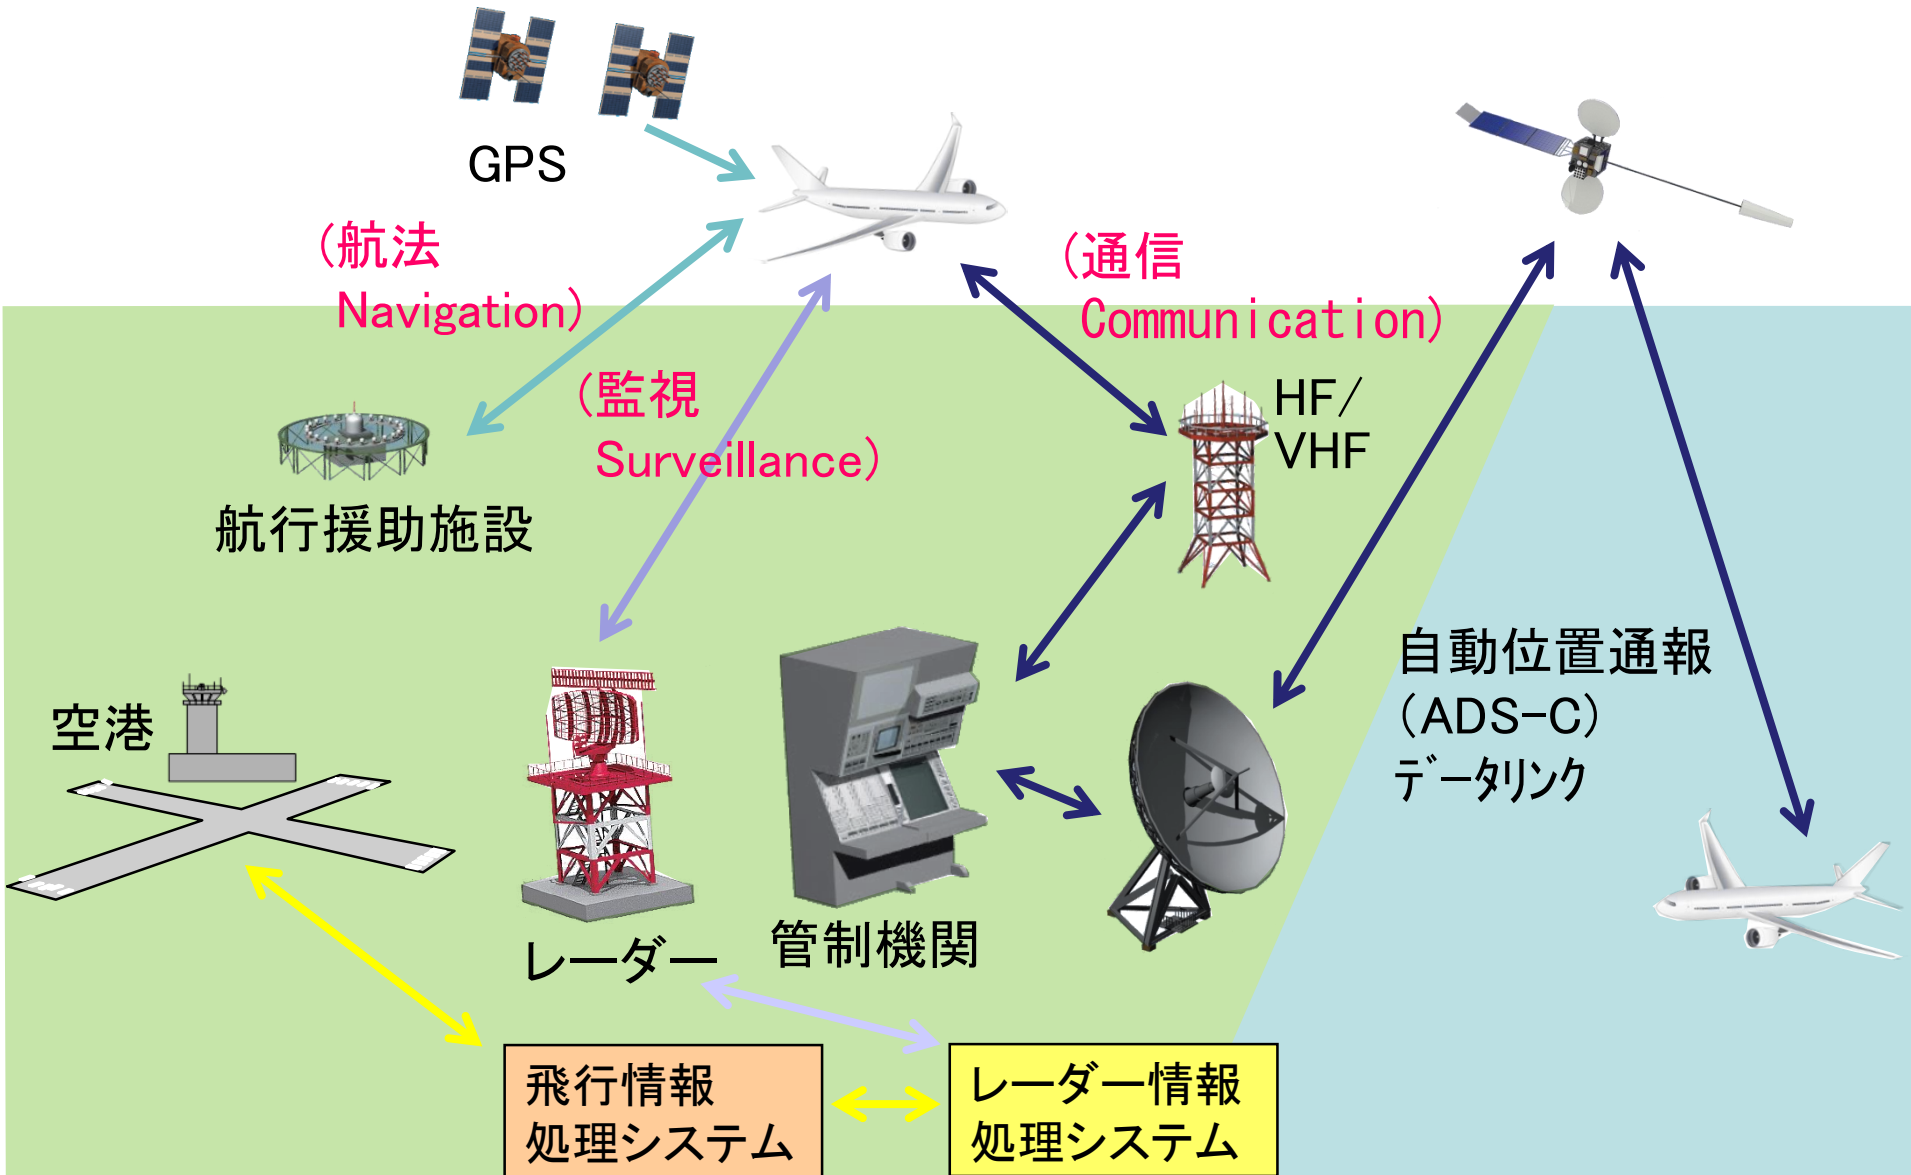 GPS
(航法
Navigation)
(通信
Communication)
(監視
Surveillance)
HF/
VHF
航行援助施設
自動位置通報
(ADS-C)
データリンク
空港
レーダー
管制機関
飛行情報
処理システム
レーダー情報
処理システム